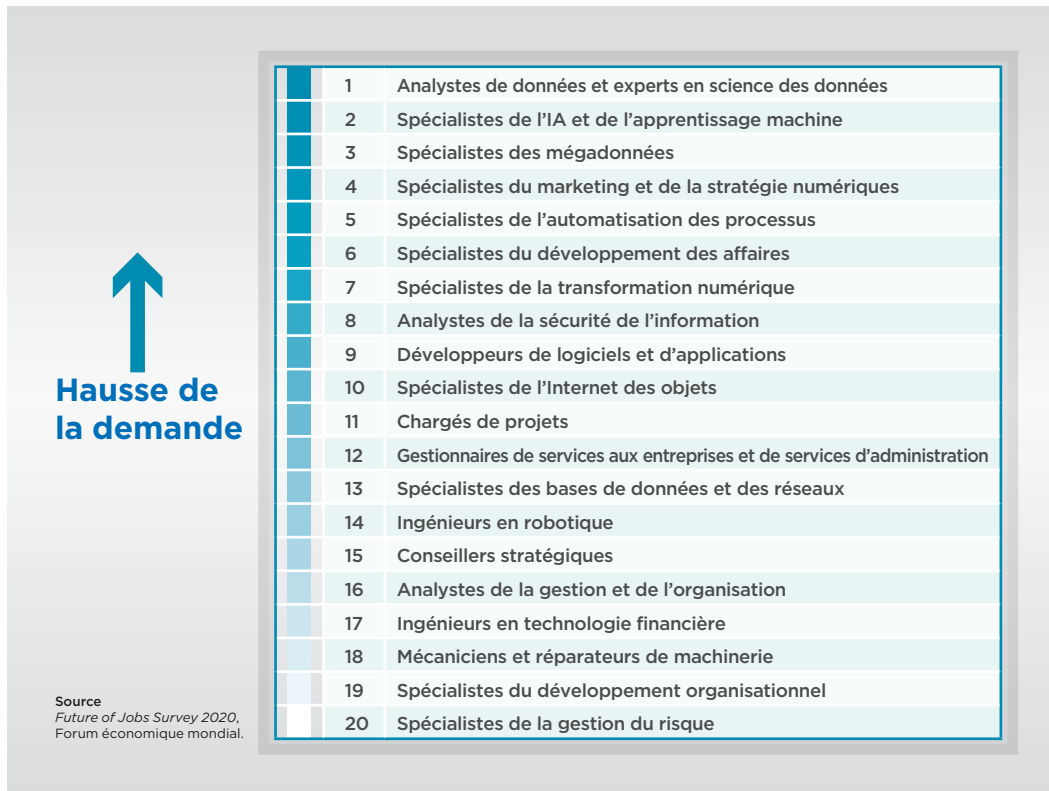 1 Analystes de données et experts en science des données
2 Spécialistes de l'IA et de l'apprentissage machine
3 Spécialistes des mégadonnées
4 Spécialistes du marketing et de la stratégie numériques
5 Spécialistes de l'automatisation des processus
6 Spécialistes du développement des affaires
7 Spécialistes de la transformation numérique
8 Analystes de la sécurité de l'information
9 Développeurs de logiciels et d'applications
10 Spécialistes de l'Internet des objets
11 Chargés de projets
12 Gestionnaires de services aux entreprises et de services d'administration
13 Spécialistes des bases de données et des réseaux
14 Ingénieurs en robotique
15 Conseillers stratégiques
16 Analystes de la gestion et de l'organisation
17 Ingénieurs en technologie financière
18 Mécaniciens et réparateurs de machinerie
19 Spécialistes du développement organisationnel
20 Spécialistes de la gestion du risque
Hausse de
la demande
Source
Future of Jobs Survey 2020,
Forum économique mondial.